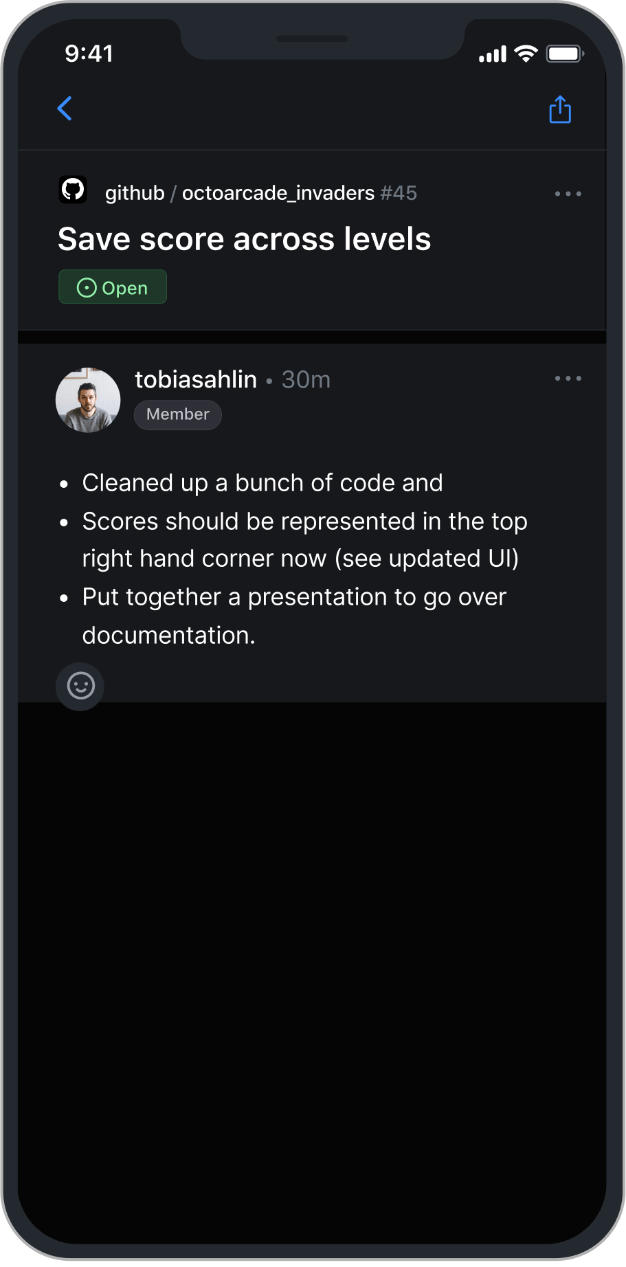 9:41
github / octoarcade_invaders #45
Save score across levels
Open
tobiasahlin • 30m
Member
• Cleaned up a bunch of code and
• Scores should be represented in the top
right hand corner now (see updated UI)
• Put together a presentation to go over
documentation.